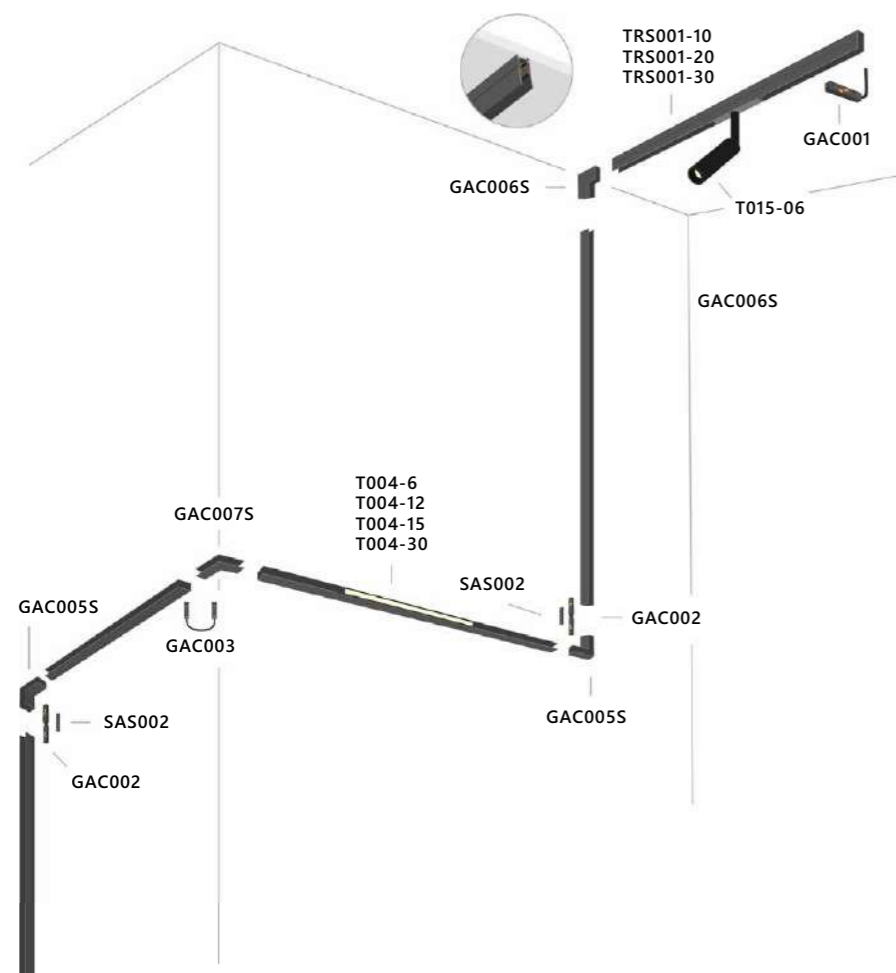 TRS001-10
TRS001-20
TRS001-30
GAC001
GAC006S
T015-06
GAC006S
T004-6
T004-12
T004-15
T004-30
GAC007S
SAS002
GAC005S
GAC002
GAC003
GAC005S
SAS002
GAC002